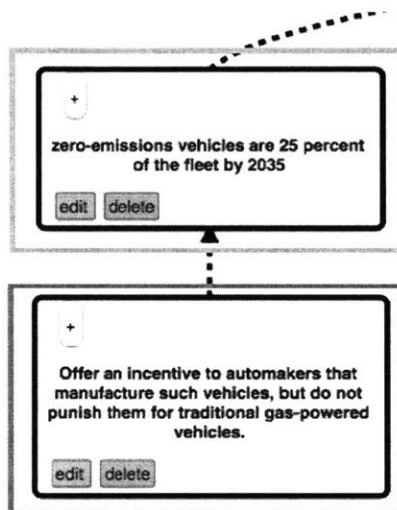 +
zero-emissions vehicles are 25 percent
of the fleet by 2035
edit delete
+
Offer an incentive to automakers that
manufacture such vehicles, but do not
punish them for traditional gas-powered
vehicles.
edit delete